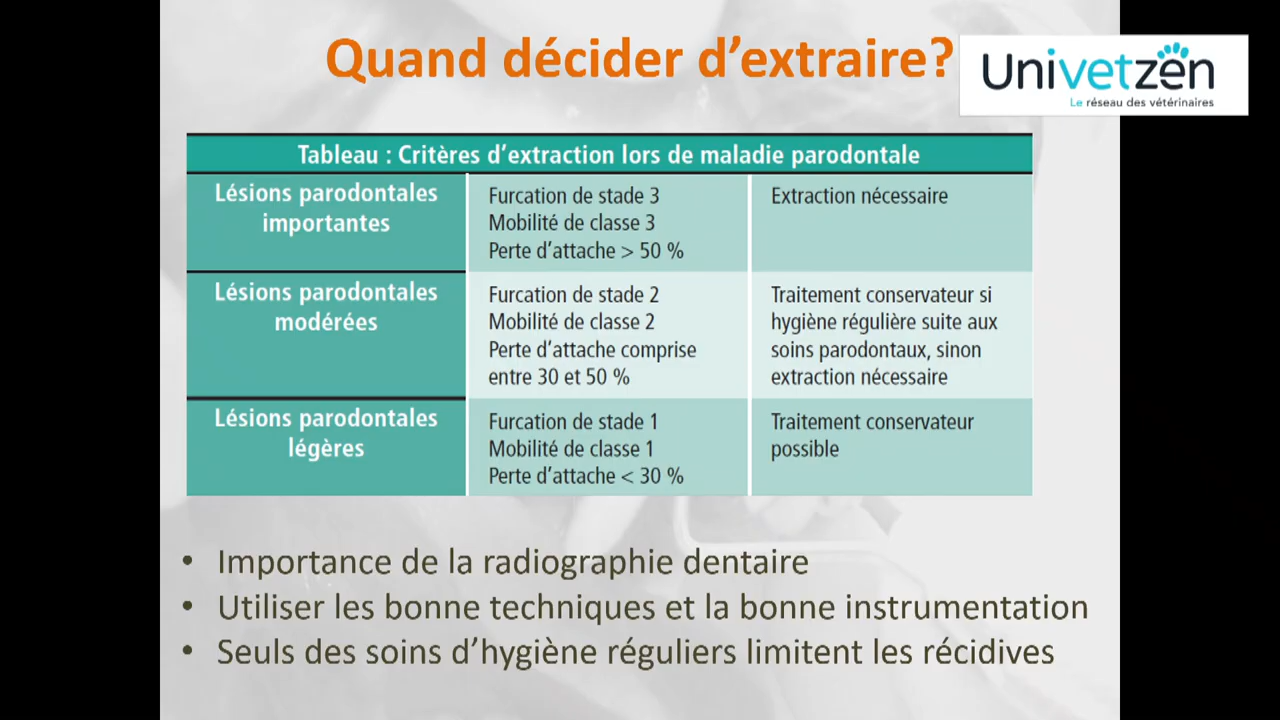 Quand décider d’extraire?
Univetzen
Le réseau des vétérinaires
Tableau : Critères d’extraction lors de maladie parodontale
Lésions parodontales
importantes
Furcation de stade 3
Mobilité de classe 3
Perte d’attache > 50 %
Extraction nécessaire
Lésions parodontales
modérées
Furcation de stade 2
Mobilité de classe 2
Perte d’attache comprise
entre 30 et 50 %
Traitement conservateur si
hygiène régulière suite aux
soins parodontaux, sinon
extraction nécessaire
Lésions parodontales
légères
Furcation de stade 1
Mobilité de classe 1
Perte d’attache < 30 %
Traitement conservateur
possible
• Importance de la radiographie dentaire
• Utiliser les bonne techniques et la bonne instrumentation
• Seuls des soins d’hygiène réguliers limitent les récidives